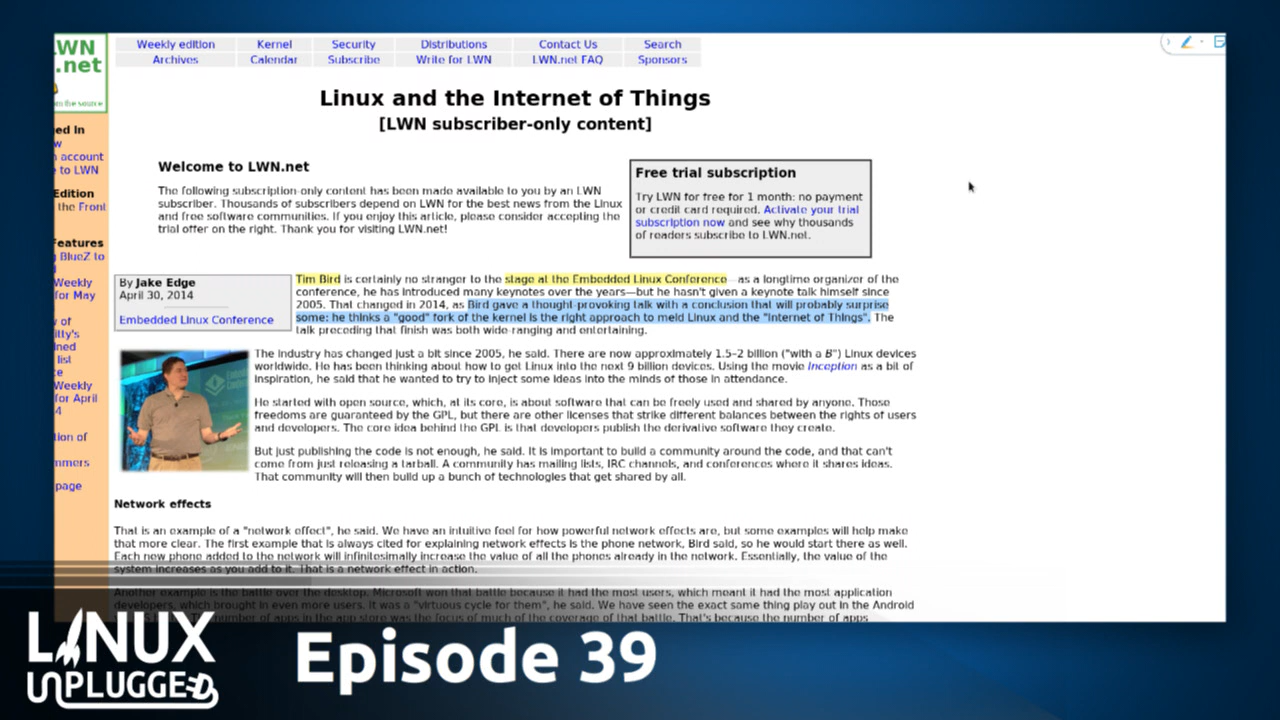 LWN
.net
Weekly edition Kernel Security Distributions Contact Us Search
Archives Calendar Subscribe Write for LWN LWN.net FAQ Sponsors
Linux and the Internet of Things
[LWN subscriber-only content]
Welcome to LWN.net
The following subscription-only content has been made available to you by an LWN
subscriber. Thousands of subscribers depend on LWN for the best news from the Linux
and free software communities. If you enjoy this article, please consider accepting the
trial offer on the right. Thank you for visiting LWN.net!
Free trial subscription
Try LWN for free for 1 month: no payment
or credit card required. Activate your trial
subscription now and see why thousands
of readers subscribe to LWN.net.
ed In
account
to LWN
Edition
the Front
eatures
BlueZ to
Weekly
for May
of
tty's
ned
list
Weekly
for April
4
tion of
mmers
page
By Jake Edge
April 30, 2014
Embedded Linux Conference
Tim Bird is certainly no stranger to the stage at the Embedded Linux Conference—as a longtime organizer of the
conference, he has introduced many keynotes over the years—but he hasn't given a keynote talk himself since
2005. That changed in 2014, as Bird gave a thought-provoking talk with a conclusion that will probably surprise
some: he thinks a "good" fork of the kernel is the right approach to meld Linux and the "Internet of Things". The
talk preceding that finish was both wide-ranging and entertaining.
The industry has changed just a bit since 2005, he said. There are now approximately 1.5–2 billion ("with a B") Linux devices
worldwide. He has been thinking about how to get Linux into the next 9 billion devices. Using the movie Inception as a bit of
inspiration, he said that he wanted to try to inject some ideas into the minds of those in attendance.
He started with open source, which, at its core, is about software that can be freely used and shared by anyone. Those
freedoms are guaranteed by the GPL, but there are other licenses that strike different balances between the rights of users
and developers. The core idea behind the GPL is that developers publish the derivative software they create.
But just publishing the code is not enough, he said. It is important to build a community around the code, and that can't
come from just releasing a tarball. A community has mailing lists, IRC channels, and conferences where it shares ideas.
That community will then build up a bunch of technologies that get shared by all.
Network effects
That is an example of a "network effect", he said. We have an intuitive feel for how powerful network effects are, but some examples will help make
that more clear. The first example that is always cited for explaining network effects is the phone network, Bird said, so he would start there as well.
Each new phone added to the network will infinitesimally increase the value of all the phones already in the network. Essentially, the value of the
system increases as you add to it. That is a network effect in action.
Another example is the battle over the desktop. Microsoft won that battle because it had the most users, which meant it had the most application
developers, which brought in even more users. It was a "virtuous cycle for them", he said. We have seen the exact same thing play out in the Android
number of apps in the app store was the focus of much of the coverage of that battle. That's because the number of apps
LINUX
UNPLUGGED
Episode 39